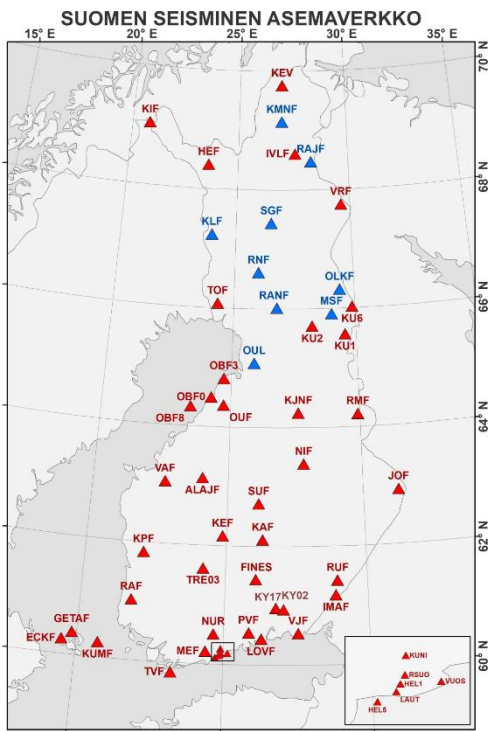 SUOMEN SEISMINEN ASEMAVERKKO
15°E 20°E 25°E 30°E 35°E 70°N
KEV
KIF KMNF
HEF IVLF RAJF
68°N
VRF
KLF SGF
RNF OLKF
TOF RANF MSF
66°N
KU6
KU2 KU1
OUL
OBF3
OBF0 KJNF RMF
OBF8 OUF
64°N
NIF
VAF ALAJF JOF
SUF
KEF KAF
62°N
KPF
TRE03 FINES RUF
RAF KY17 KY02 IMAF
GETAF NUR PVF VJF
ECKF KUMF MEF LOVF
60°N
TVF
KUNI
RSUO
HEL1 VUOS
LAUT
HEL6